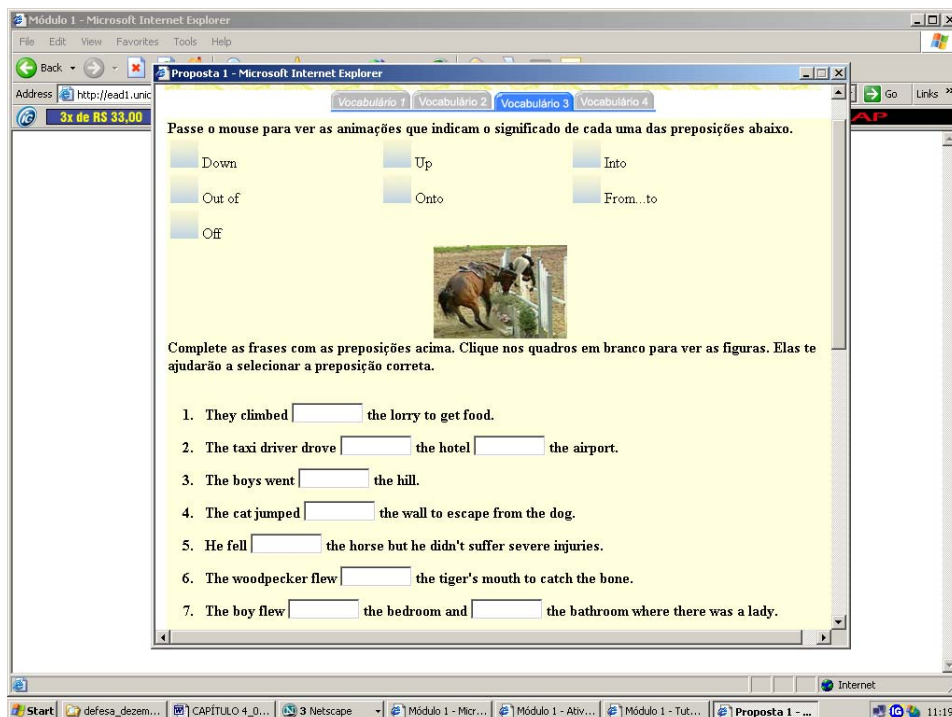 Módulo 1 - Microsoft Internet Explorer
File Edit View Favorites Tools Help
Back
Proposta 1 - Microsoft Internet Explorer
Address http://ead1.unic
Go Links »
3x de R$ 33,00
AP
Vocabulário 1 Vocabulário 2 Vocabulário 3 Vocabulário 4
Passe o mouse para ver as animações que indicam o significado de cada uma das preposições abaixo.
Down Up Into
Out of Onto From...to
Off
Complete as frases com as preposições acima. Clique nos quadros em branco para ver as figuras. Elas te
ajudarão a selecionar a preposição correta.
1. They climbed the lorry to get food.
2. The taxi driver drove the hotel the airport.
3. The boys went the hill.
4. The cat jumped the wall to escape from the dog.
5. He fell the horse but he didn't suffer severe injuries.
6. The woodpecker flew the tiger's mouth to catch the bone.
7. The boy flew the bedroom and the bathroom where there was a lady.
Internet
Start defesa_dezem... CAPÍTULO 4_0... 3 Netscape Módulo 1 - Micr... Módulo 1 - Ativ... Módulo 1 - Tut... Proposta 1 - ...